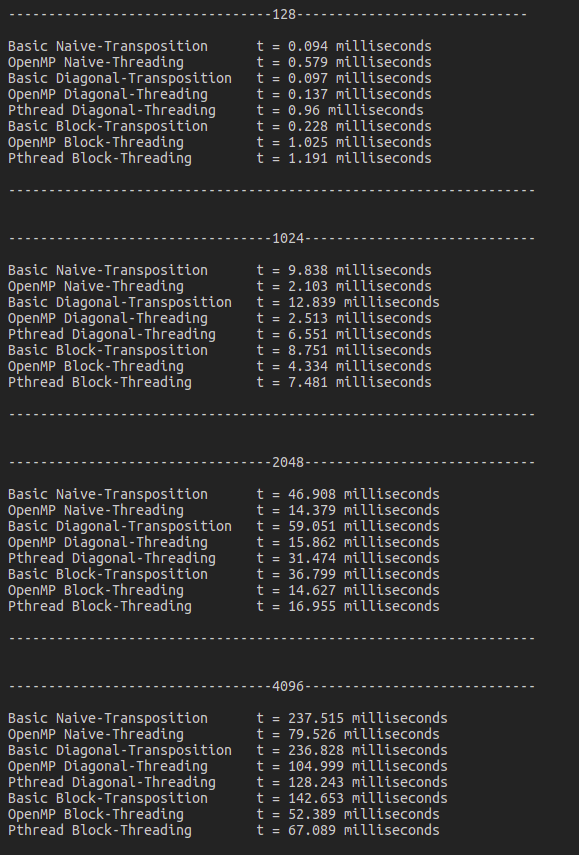 ---------------------------------128-----------------------------
Basic Naive-Transposition      t = 0.094 milliseconds
OpenMP Naive-Threading         t = 0.579 milliseconds
Basic Diagonal-Transposition   t = 0.097 milliseconds
OpenMP Diagonal-Threading      t = 0.137 milliseconds
Pthread Diagonal-Threading     t = 0.96 milliseconds
Basic Block-Transposition      t = 0.228 milliseconds
OpenMP Block-Threading         t = 1.025 milliseconds
Pthread Block-Threading        t = 1.191 milliseconds
------------------------------------------------------------------
---------------------------------1024-----------------------------
Basic Naive-Transposition      t = 9.838 milliseconds
OpenMP Naive-Threading         t = 2.103 milliseconds
Basic Diagonal-Transposition   t = 12.839 milliseconds
OpenMP Diagonal-Threading      t = 2.513 milliseconds
Pthread Diagonal-Threading     t = 6.551 milliseconds
Basic Block-Transposition      t = 8.751 milliseconds
OpenMP Block-Threading         t = 4.334 milliseconds
Pthread Block-Threading        t = 7.481 milliseconds
------------------------------------------------------------------
---------------------------------2048-----------------------------
Basic Naive-Transposition      t = 46.908 milliseconds
OpenMP Naive-Threading         t = 14.379 milliseconds
Basic Diagonal-Transposition   t = 59.051 milliseconds
OpenMP Diagonal-Threading      t = 15.862 milliseconds
Pthread Diagonal-Threading     t = 31.474 milliseconds
Basic Block-Transposition      t = 36.799 milliseconds
OpenMP Block-Threading         t = 14.627 milliseconds
Pthread Block-Threading        t = 16.955 milliseconds
------------------------------------------------------------------
---------------------------------4096-----------------------------
Basic Naive-Transposition      t = 237.515 milliseconds
OpenMP Naive-Threading         t = 79.526 milliseconds
Basic Diagonal-Transposition   t = 236.828 milliseconds
OpenMP Diagonal-Threading      t = 104.999 milliseconds
Pthread Diagonal-Threading     t = 128.243 milliseconds
Basic Block-Transposition      t = 142.653 milliseconds
OpenMP Block-Threading         t = 52.389 milliseconds
Pthread Block-Threading        t = 67.089 milliseconds